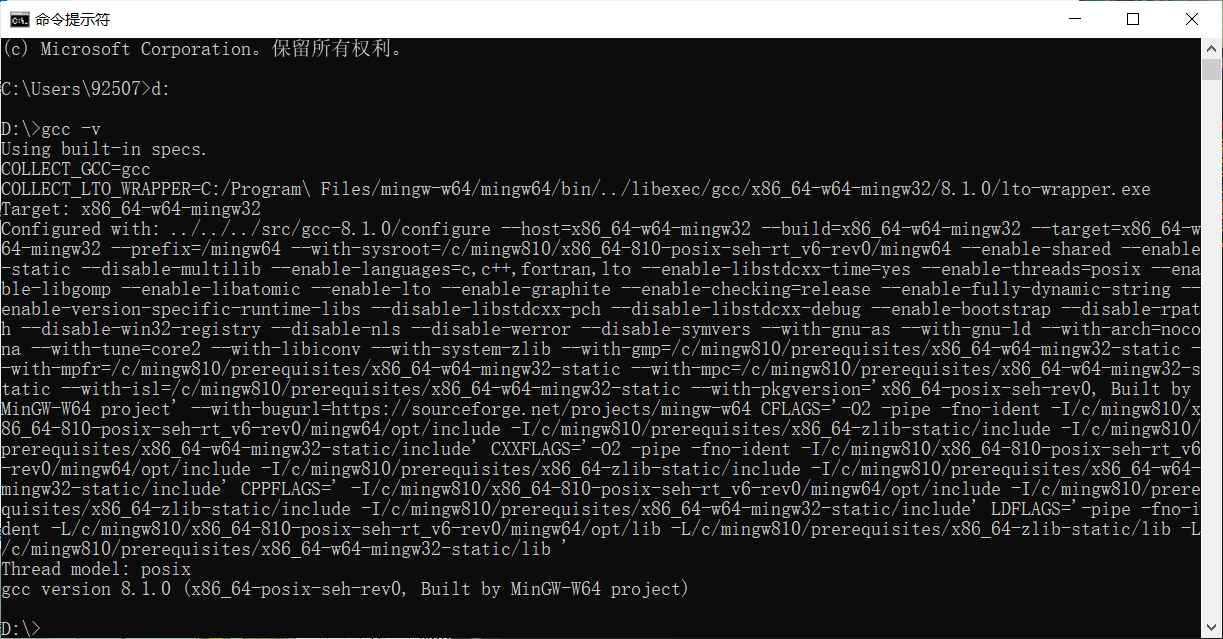 命令提示符
(c) Microsoft Corporation。保留所有权利。
C:\Users\92507>d:
D:\>gcc -v
Using built-in specs.
COLLECT_GCC=gcc
COLLECT_LTO_WRAPPER=C:/Program\ Files/mingw-w64/mingw64/bin/../libexec/gcc/x86_64-w64-mingw32/8.1.0/lto-wrapper.exe
Target: x86_64-w64-mingw32
Configured with: ../../../src/gcc-8.1.0/configure --host=x86_64-w64-mingw32 --build=x86_64-w64-mingw32 --target=x86_64-w
64-mingw32 --prefix=/mingw64 --with-sysroot=/c/mingw810/x86_64-810-posix-seh-rt_v6-rev0/mingw64 --enable-shared --enable
-static --disable-multilib --enable-languages=c,c++,fortran,lto --enable-libstdcxx-time=yes --enable-threads=posix --ena
ble-libgomp --enable-libatomic --enable-lto --enable-graphite --enable-checking=release --enable-fully-dynamic-string --
enable-version-specific-runtime-libs --disable-libstdcxx-pch --disable-libstdcxx-debug --enable-bootstrap --disable-rpat
h --disable-win32-registry --disable-nls --disable-werror --disable-symvers --with-gnu-as --with-gnu-ld --with-arch=noco
na --with-tune=core2 --with-libiconv --with-system-zlib --with-gmp=/c/mingw810/prerequisites/x86_64-w64-mingw32-static -
-with-mpfr=/c/mingw810/prerequisites/x86_64-w64-mingw32-static --with-mpc=/c/mingw810/prerequisites/x86_64-w64-mingw32-s
tatic --with-isl=/c/mingw810/prerequisites/x86_64-w64-mingw32-static --with-pkgversion='x86_64-posix-seh-rev0, Built by
MinGW-W64 project' --with-bugurl=https://sourceforge.net/projects/mingw-w64 CFLAGS='-O2 -pipe -fno-ident -I/c/mingw810/x
86_64-810-posix-seh-rt_v6-rev0/mingw64/opt/include -I/c/mingw810/prerequisites/x86_64-zlib-static/include -I/c/mingw810/
prerequisites/x86_64-w64-mingw32-static/include' CXXFLAGS='-O2 -pipe -fno-ident -I/c/mingw810/x86_64-810-posix-seh-rt_v6
-rev0/mingw64/opt/include -I/c/mingw810/prerequisites/x86_64-zlib-static/include -I/c/mingw810/prerequisites/x86_64-w64-
mingw32-static/include' CPPFLAGS=' -I/c/mingw810/x86_64-810-posix-seh-rt_v6-rev0/mingw64/opt/include -I/c/mingw810/prere
quisites/x86_64-zlib-static/include -I/c/mingw810/prerequisites/x86_64-w64-mingw32-static/include' LDFLAGS='-pipe -fno-i
dent -L/c/mingw810/x86_64-810-posix-seh-rt_v6-rev0/mingw64/opt/lib -L/c/mingw810/prerequisites/x86_64-zlib-static/lib -L
/c/mingw810/prerequisites/x86_64-w64-mingw32-static/lib '
Thread model: posix
gcc version 8.1.0 (x86_64-posix-seh-rev0, Built by MinGW-W64 project)
D:\>